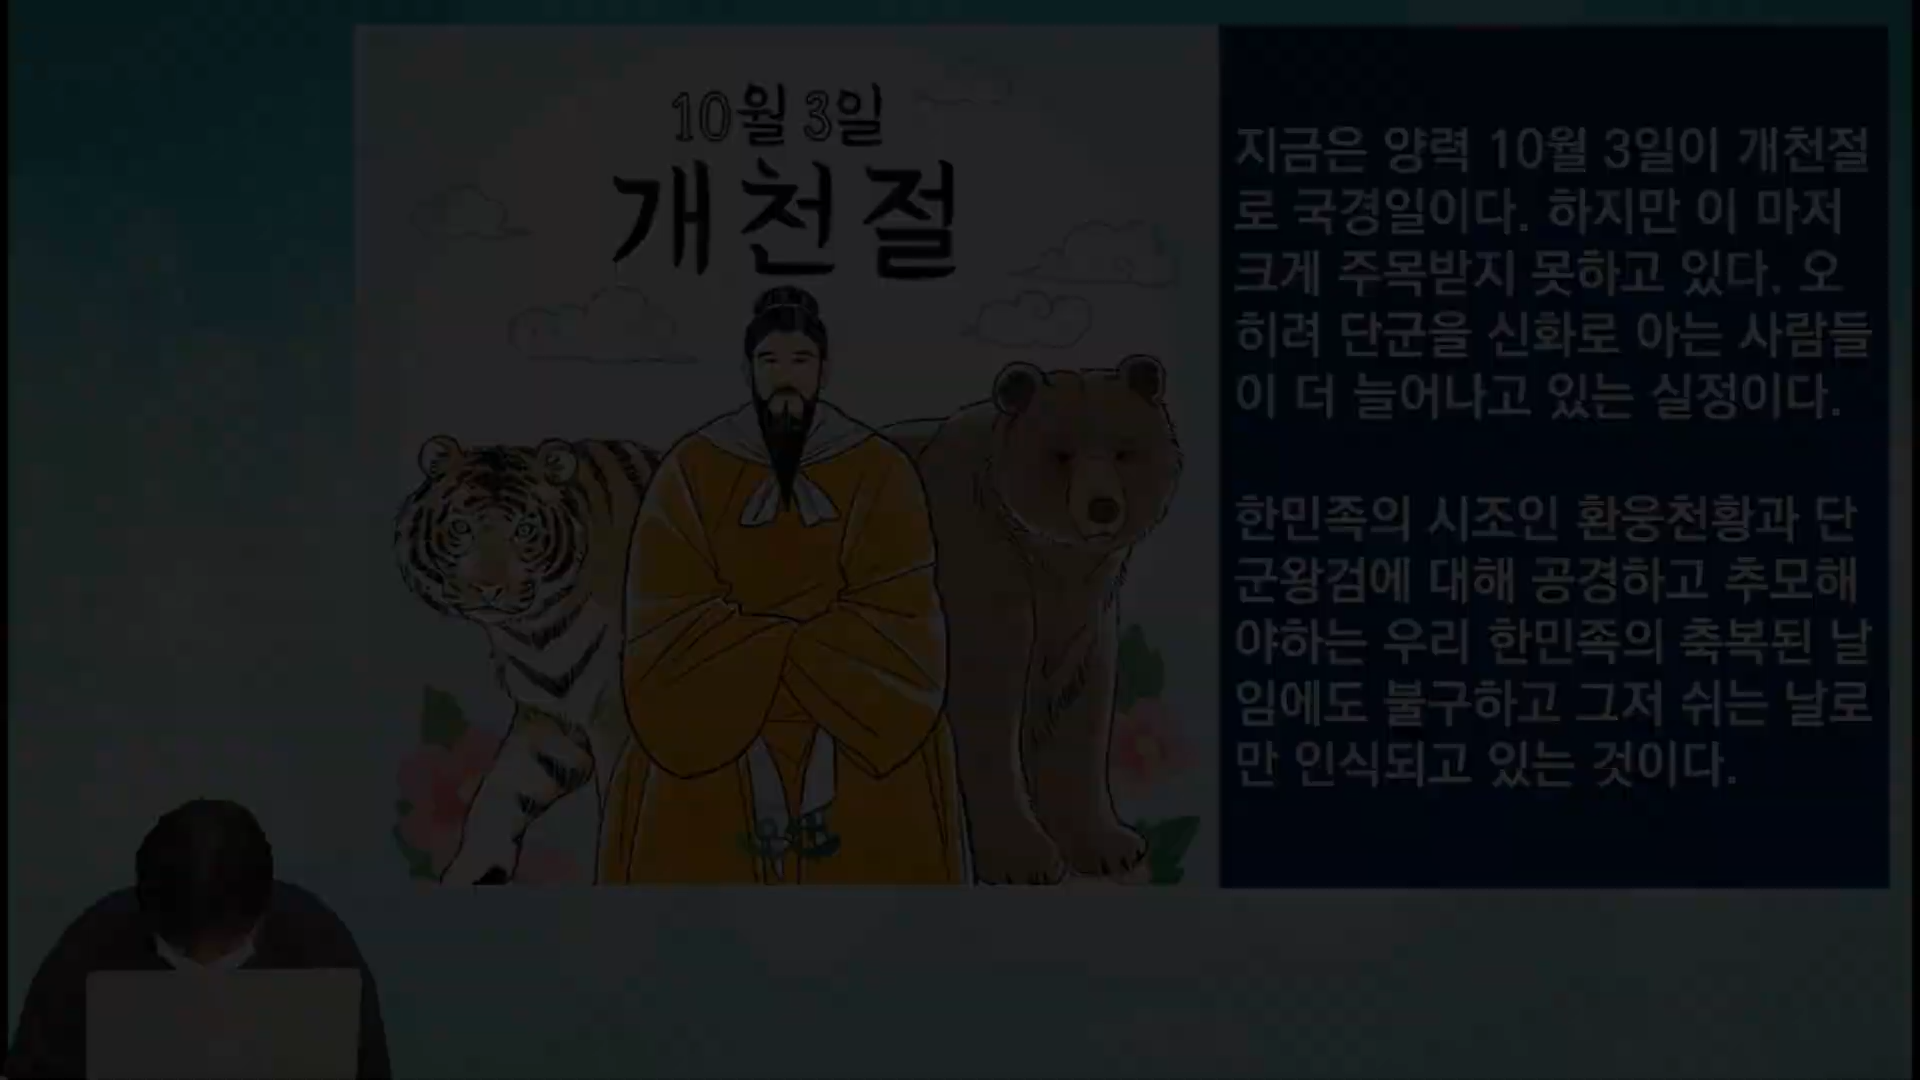 10월 3일
개천절
지금은 양력 10월 3일이 개천절
로 국경일이다. 하지만 이 마저
크게 주목받지 못하고 있다. 오
히려 단군을 신화로 아는 사람들
이 더 늘어나고 있는 실정이다.
한민족의 시조인 환웅천황과 단
군왕검에 대해 공경하고 추모해
야하는 우리 한민족의 축복된 날
임에도 불구하고 그저 쉬는 날로
만 인식되고 있는 것이다.